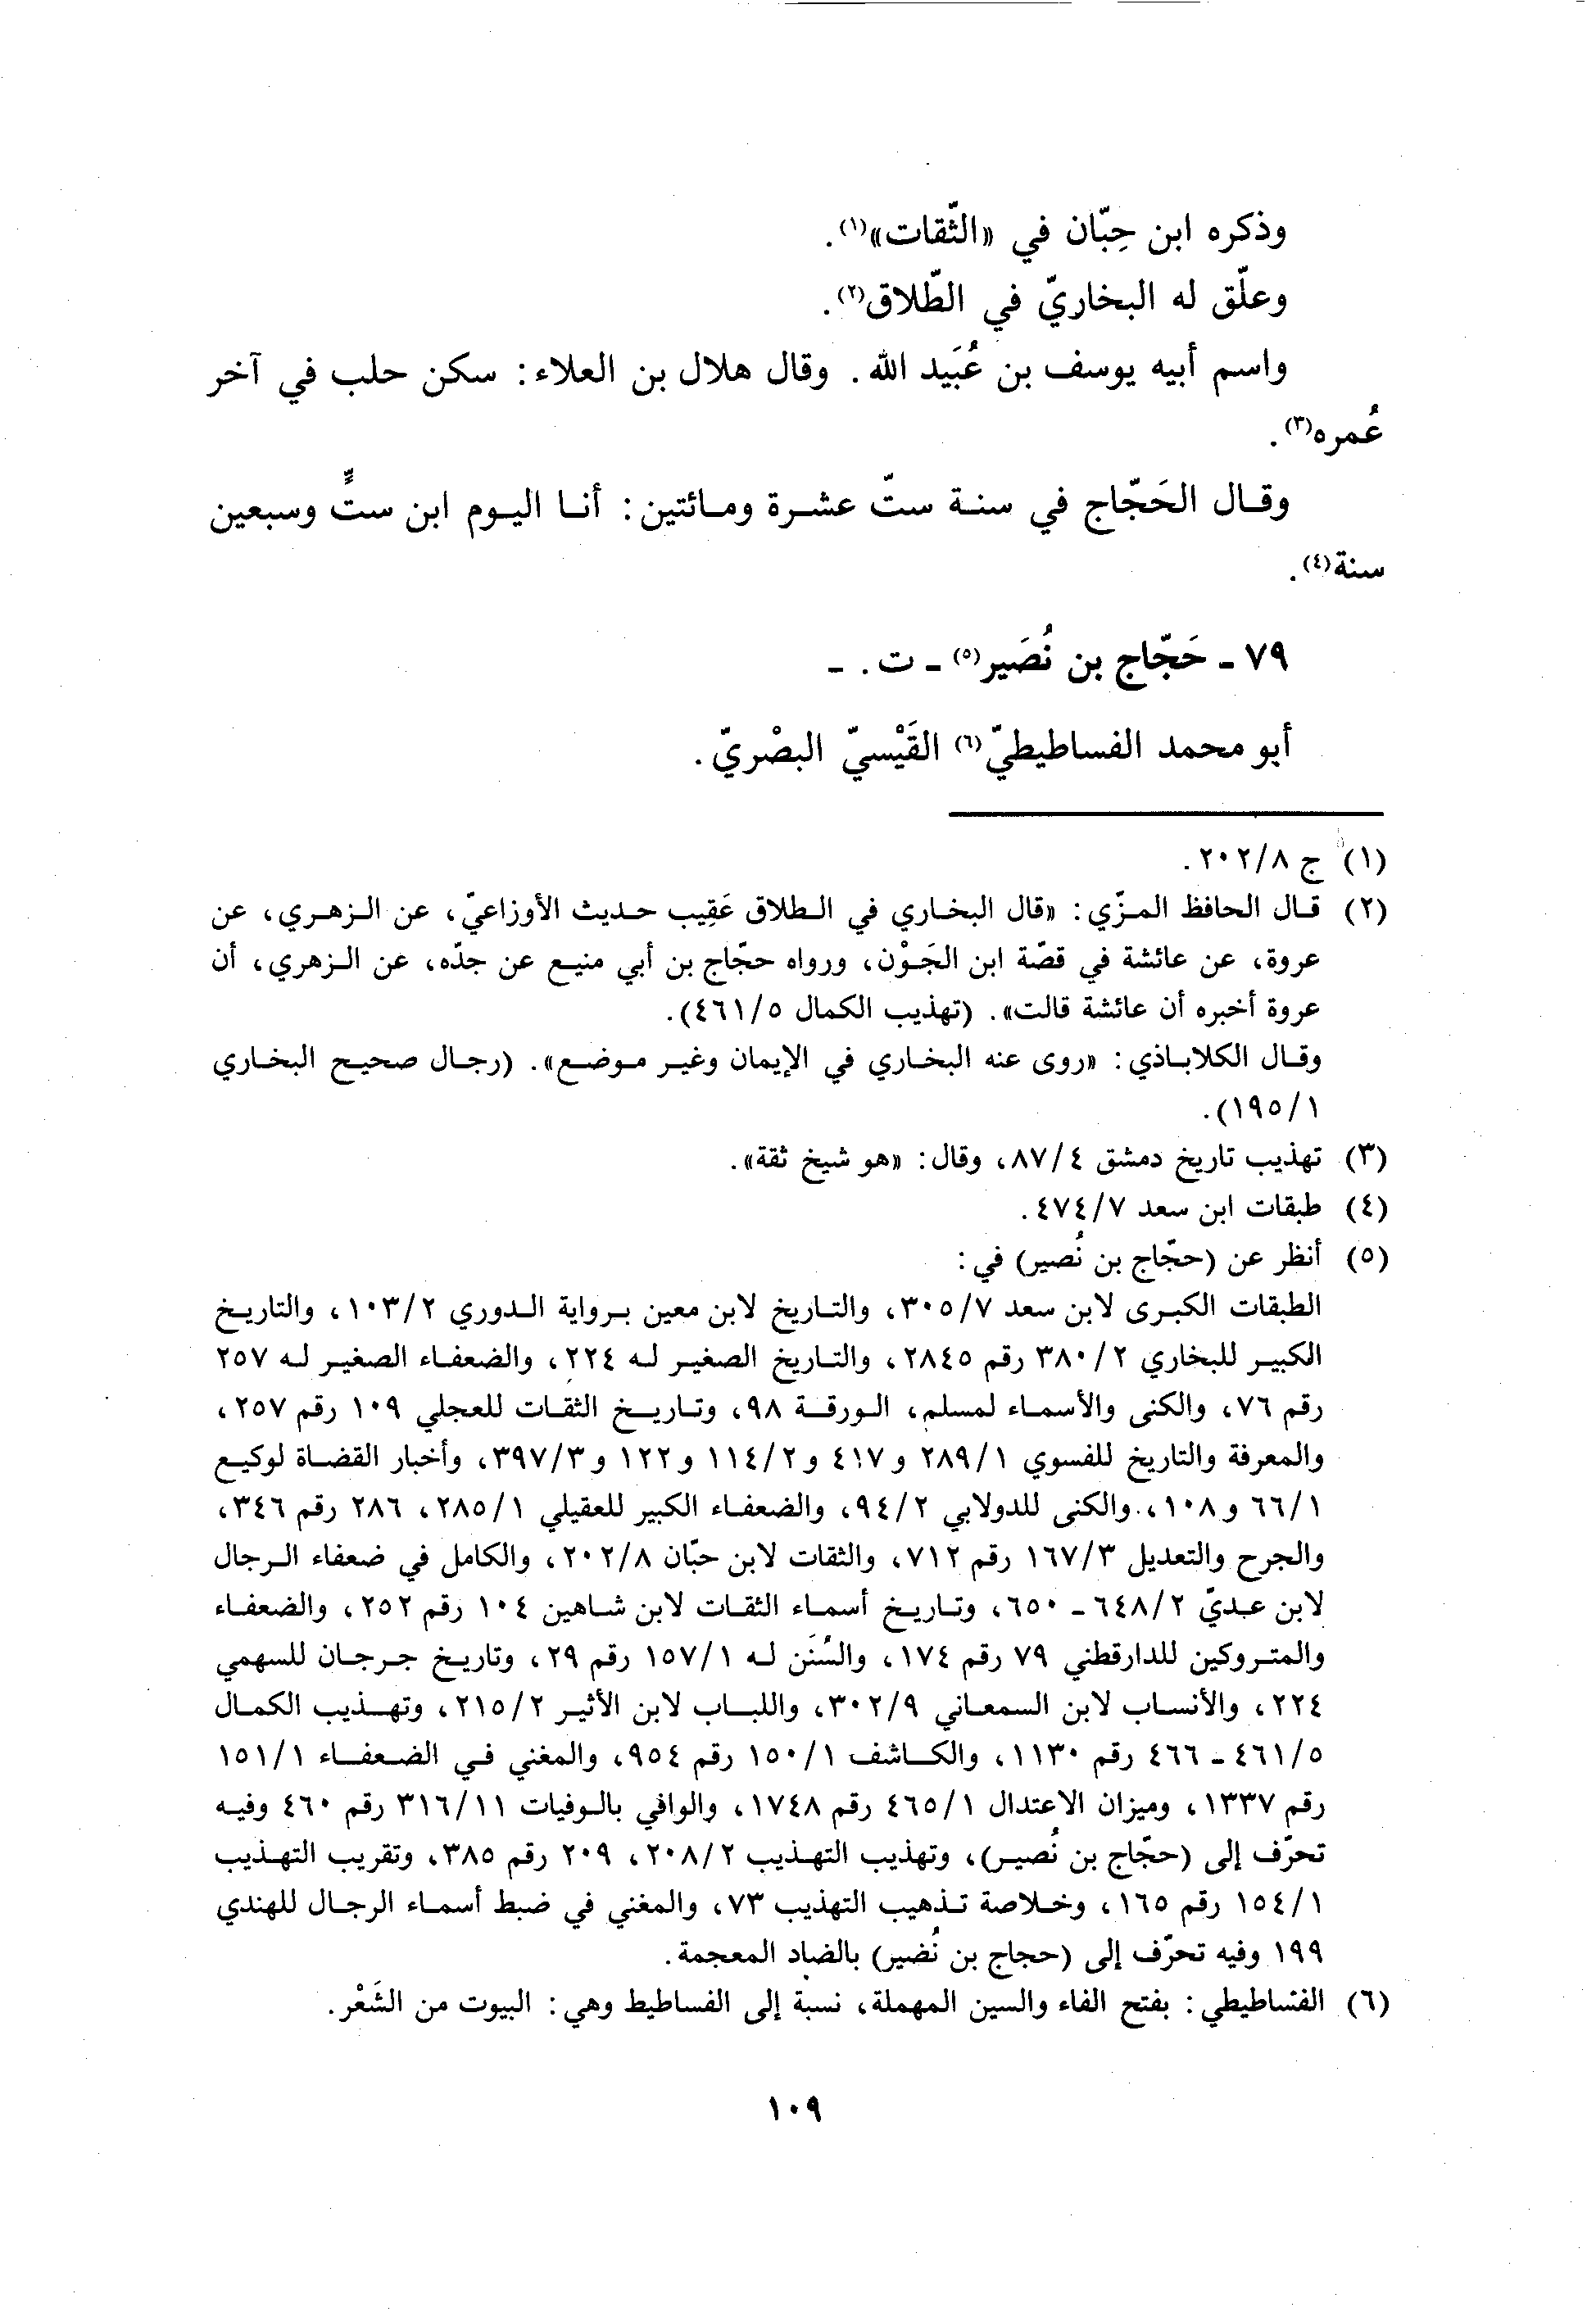 وذكره ابن حِبّان في «الثّقات»(١).
وعلّق له البخاريّ في الطّلاق(٢).
واسم أبيه يوسف بن عُبَيد الله. وقال هلال بن العلاء: سكن حلب في آخر
عُمره(٣).
وقال الحَجّاج في سنة ستّ عشرة ومائتين: أنا اليوم ابن ستٍّ وسبعين
سنة(٤).
٧٩ ـ حَجّاج بن نُصَير(٥) ـ ت. ـ
أبو محمد الفساطيطيّ(٦) القَيْسيّ البصْريّ.
(١) ج ٢٠٢/٨.
(٢) قال الحافظ المزّي: «قال البخاري في الطلاق عَقِيب حديث الأوزاعيّ، عن الزهري، عن
عروة، عن عائشة في قصّة ابن الجَوْن، ورواه حجّاج بن أبي منيع عن جدّه، عن الزهري، أن
عروة أخبره أن عائشة قالت». (تهذيب الكمال ٤٦١/٥).
وقال الكلاباذي: «روى عنه البخاري في الإيمان وغير موضع». (رجال صحيح البخاري
١٩٥/١).
(٣) تهذيب تاريخ دمشق ٨٧/٤، وقال: «هو شيخ ثقة».
(٤) طبقات ابن سعد ٤٧٤/٧.
(٥) أنظر عن (حجّاج بن نُصير) في:
الطبقات الكبرى لابن سعد ٣٠٥/٧، والتاريخ لابن معين برواية الدوري ١٠٣/٢، والتاريخ
الكبير للبخاري ٣٨٠/٢ رقم ٢٨٤٥، والتاريخ الصغير له ٢٢٤، والضعفاء الصغير له ٢٥٧
رقم ٧٦، والكنى والأسماء لمسلم، الورقة ٩٨، وتاريخ الثقات للعجلي ١٠٩ رقم ٢٥٧،
والمعرفة والتاريخ للفسوي ٢٨٩/١ و٤١٧ و١١٤/٢ و١٢٢ و٣٩٧/٣، وأخبار القضاة لوكيع
٦٦/١ و١٠٨، والكنى للدولابي ٩٤/٢، والضعفاء الكبير للعقيلي ٢٨٥/١، ٢٨٦ رقم ٣٤٦،
والجرح والتعديل ١٦٧/٣ رقم ٧١٢، والثقات لابن حبّان ٢٠٢/٨، والكامل في ضعفاء الرجال
لابن عديّ ٦٤٨/٢ ـ ٦٥٠، وتاريخ أسماء الثقات لابن شاهين ١٠٤ رقم ٢٥٢، والضعفاء
والمتروكين للدارقطني ٧٩ رقم ١٧٤، والسُنَن له ١٥٧/١ رقم ٢٩، وتاريخ جرجان للسهمي
٢٢٤، والأنساب لابن السمعاني ٣٠٢/٩، واللباب لابن الأثير ٢١٥/٢، وتهذيب الكمال
٤٦١/٥ ـ ٤٦٦ رقم ١١٣٠، والكاشف ١٥٠/١ رقم ٩٥٤، والمغني في الضعفاء ١٥١/١
رقم ١٣٣٧، وميزان الاعتدال ٤٦٥/١ رقم ١٧٤٨، والوافي بالوفيات ٣١٦/١١ رقم ٤٦٠ وفيه
تحرّف إلى (حجّاج بن نُصير)، وتهذيب التهذيب ٢٠٨/٢، ٢٠٩ رقم ٣٨٥، وتقريب التهذيب
١٥٤/١ رقم ١٦٥، وخلاصة تذهيب التهذيب ٧٣، والمغني في ضبط أسماء الرجال للهندي
١٩٩ وفيه تحرّف إلى (حجاج بن نُضير) بالضاد المعجمة.
(٦) الفساطيطي: بفتح الفاء والسين المهملة، نسبة إلى الفساطيط وهي: البيوت من الشَعْر.
١٠٩